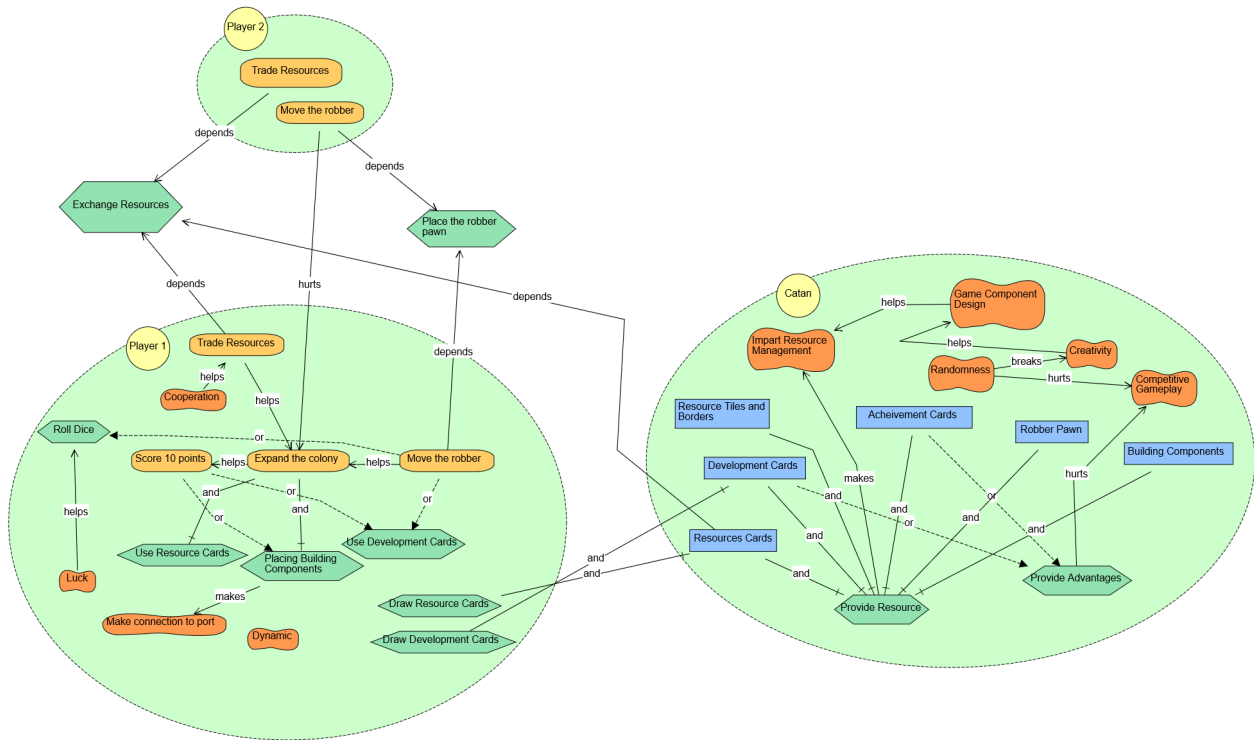 Player 2
Trade Resources
Move the robber
depends
depends
Exchange Resources
Place the robber
pawn
depends
hurts
depends
depends
Player 1
Trade Resources
helps
Cooperation
helps
Roll Dice
or
Score 10 points
helps
Expand the colony
helps
Move the robber
and
or
or
or
and
helps
Use Resource Cards
Placing Building
Components
Use Development Cards
Luck
makes
Make connection to port
Dynamic
Draw Resource Cards
Draw Development Cards
and
and
Catan
helps
Game Component
Design
Impart Resource
Management
helps
Creativity
Randomness
breaks
hurts
Competitive
Gameplay
Resource Tiles and
Borders
Acheivement Cards
Robber Pawn
Building Components
Development Cards
makes
hurts
and
or
and
or
and
and
Resources Cards
and
and
Provide Resource
Provide Advantages